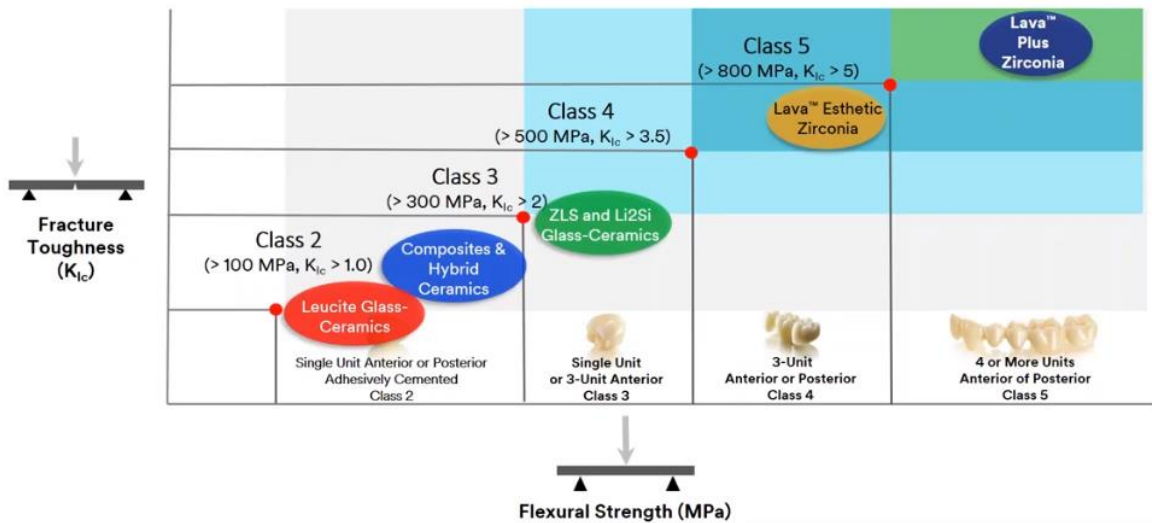 Lava™
Plus
Zirconia
Class 5
(> 800 MPa, KIc > 5)
Lava™ Esthetic
Zirconia
Class 4
(> 500 MPa, KIc > 3.5)
Class 3
(> 300 MPa, KIc > 2)
ZLS and Li2Si
Glass-Ceramics
Fracture
Toughness
(KIc)
Class 2
(> 100 MPa, KIc > 1.0)
Composites &
Hybrid
Ceramics
Leucite Glass-
Ceramics
Single Unit Anterior or Posterior
Adhesively Cemented
Class 2
Single Unit
or 3-Unit Anterior
Class 3
3-Unit
Anterior or Posterior
Class 4
4 or More Units
Anterior of Posterior
Class 5
Flexural Strength (MPa)